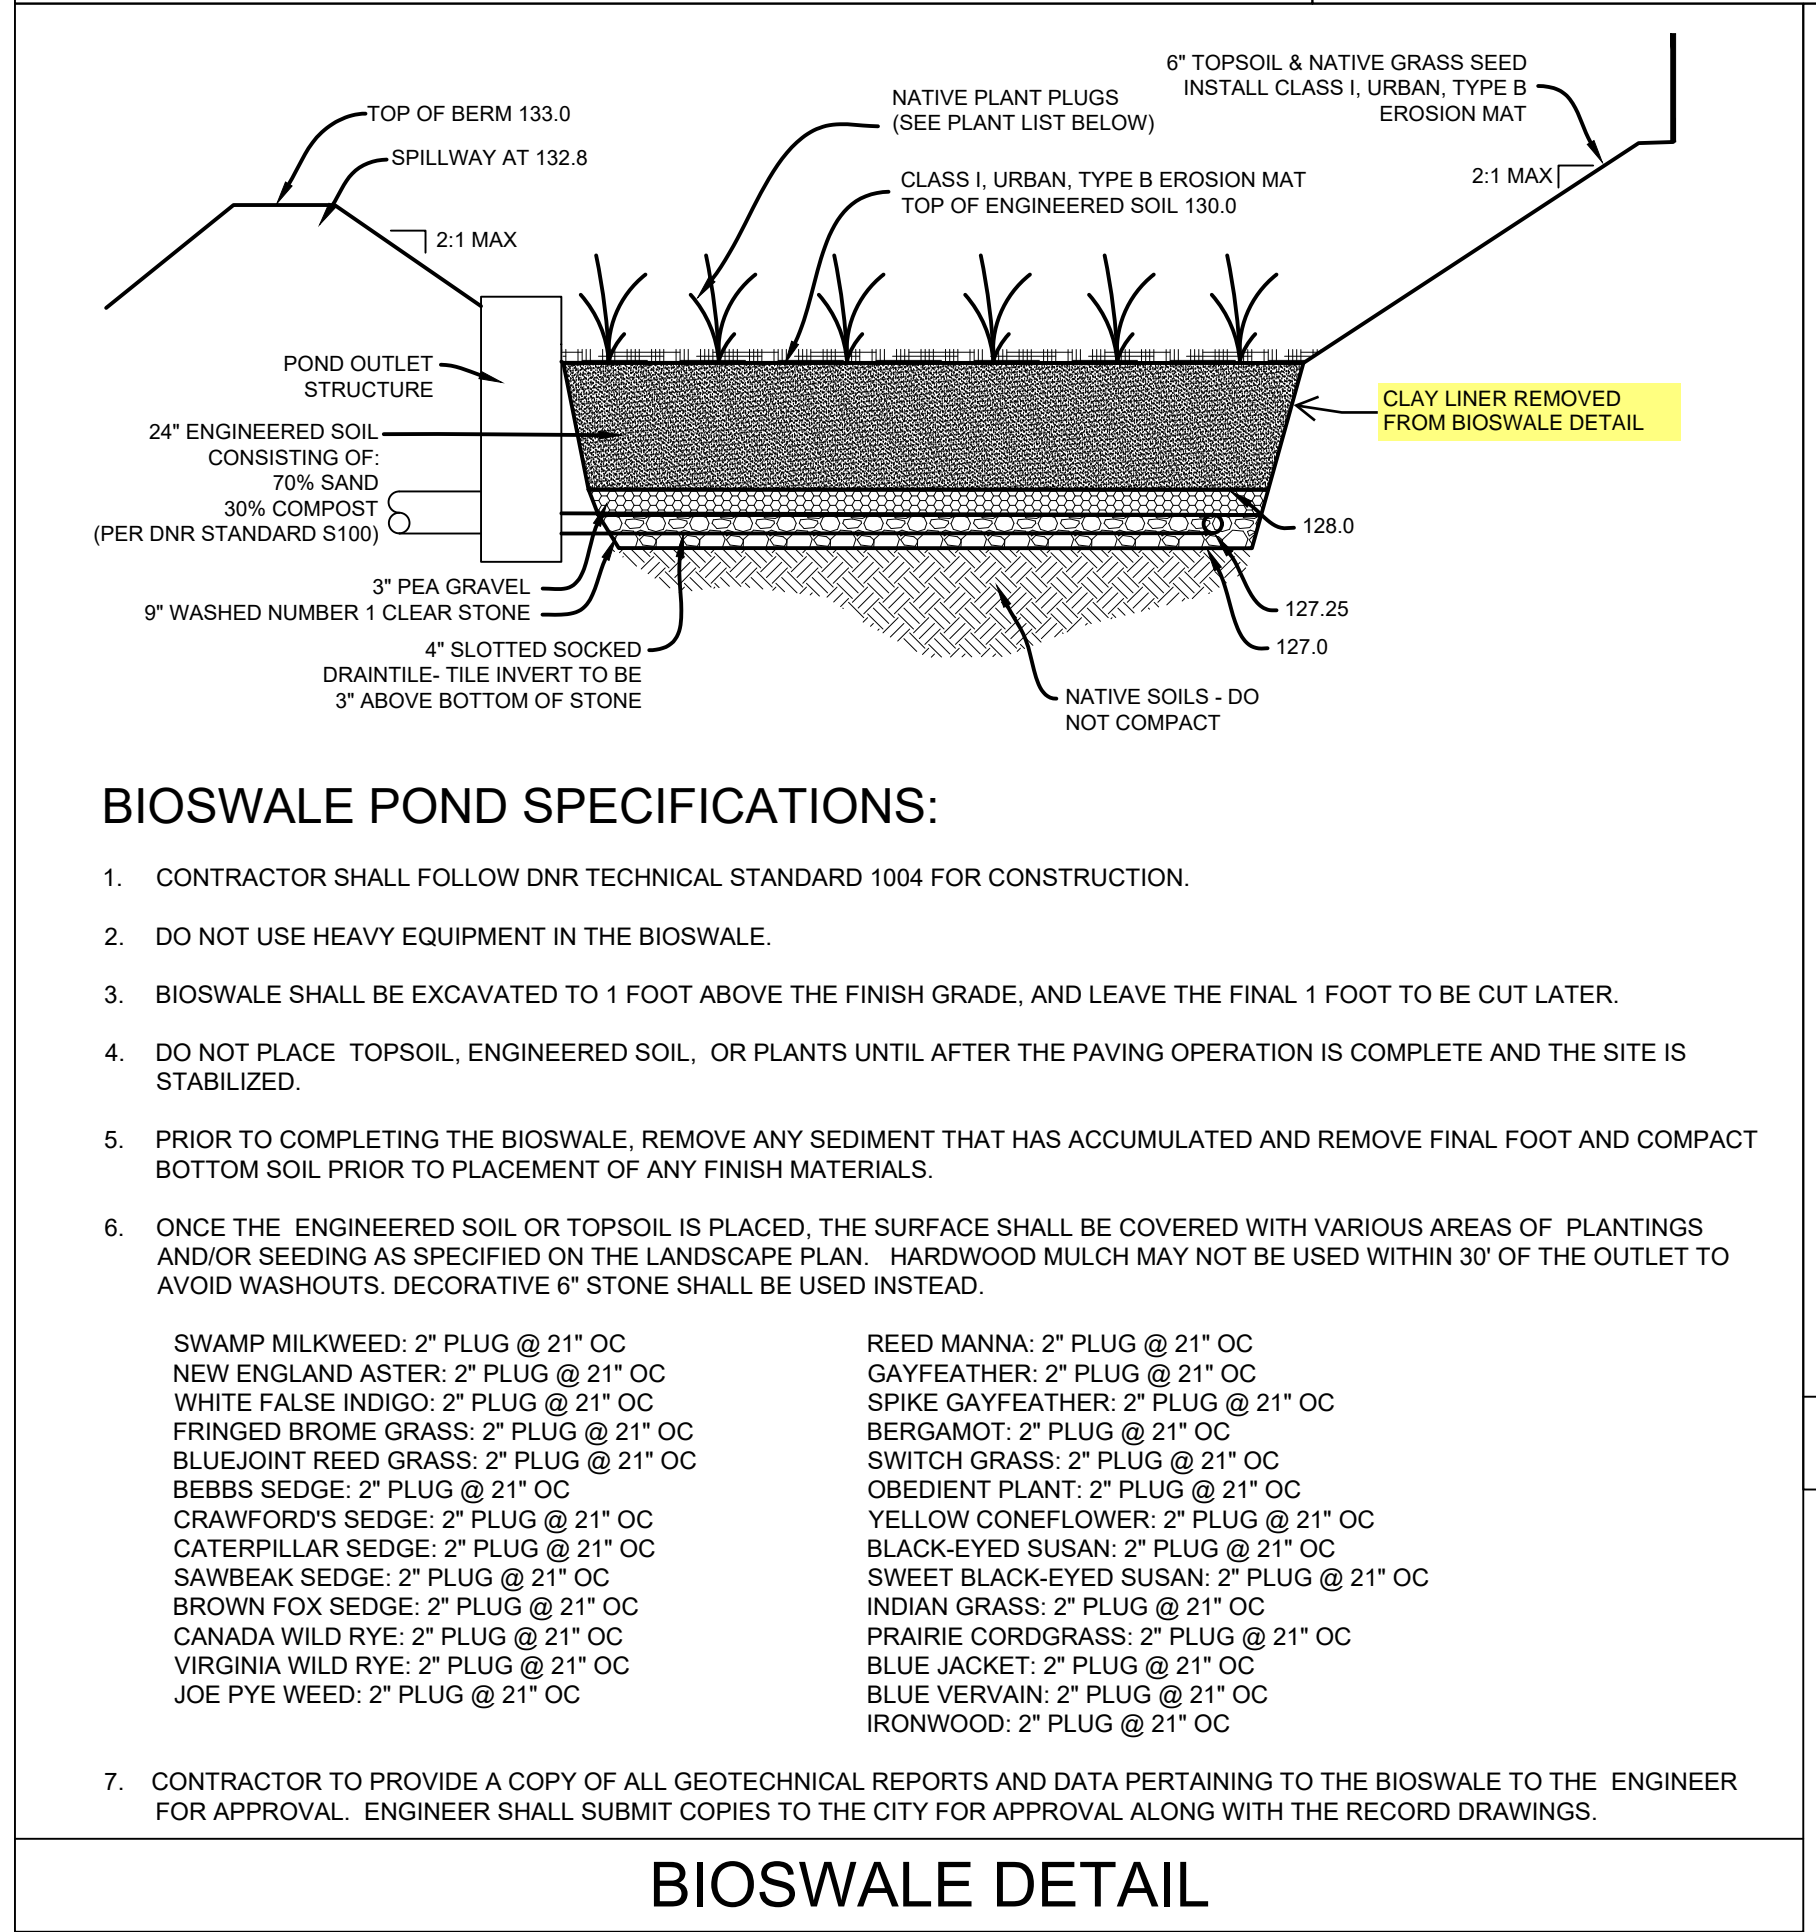 6" TOPSOIL & NATIVE GRASS SEED
INSTALL CLASS I, URBAN, TYPE B
EROSION MAT
NATIVE PLANT PLUGS
(SEE PLANT LIST BELOW)
TOP OF BERM 133.0
SPILLWAY AT 132.8
CLASS I, URBAN, TYPE B EROSION MAT
TOP OF ENGINEERED SOIL 130.0
2:1 MAX
2:1 MAX
POND OUTLET
STRUCTURE
CLAY LINER REMOVED
FROM BIOSWALE DETAIL
24" ENGINEERED SOIL
CONSISTING OF:
70% SAND
30% COMPOST
(PER DNR STANDARD S100)
128.0
3" PEA GRAVEL
9" WASHED NUMBER 1 CLEAR STONE
127.25
127.0
4" SLOTTED SOCKED
DRAINTILE- TILE INVERT TO BE
3" ABOVE BOTTOM OF STONE
NATIVE SOILS - DO
NOT COMPACT
BIOSWALE POND SPECIFICATIONS:
1. CONTRACTOR SHALL FOLLOW DNR TECHNICAL STANDARD 1004 FOR CONSTRUCTION.
2. DO NOT USE HEAVY EQUIPMENT IN THE BIOSWALE.
3. BIOSWALE SHALL BE EXCAVATED TO 1 FOOT ABOVE THE FINISH GRADE, AND LEAVE THE FINAL 1 FOOT TO BE CUT LATER.
4. DO NOT PLACE TOPSOIL, ENGINEERED SOIL, OR PLANTS UNTIL AFTER THE PAVING OPERATION IS COMPLETE AND THE SITE IS
STABILIZED.
5. PRIOR TO COMPLETING THE BIOSWALE, REMOVE ANY SEDIMENT THAT HAS ACCUMULATED AND REMOVE FINAL FOOT AND COMPACT
BOTTOM SOIL PRIOR TO PLACEMENT OF ANY FINISH MATERIALS.
6. ONCE THE ENGINEERED SOIL OR TOPSOIL IS PLACED, THE SURFACE SHALL BE COVERED WITH VARIOUS AREAS OF PLANTINGS
AND/OR SEEDING AS SPECIFIED ON THE LANDSCAPE PLAN. HARDWOOD MULCH MAY NOT BE USED WITHIN 30' OF THE OUTLET TO
AVOID WASHOUTS. DECORATIVE 6" STONE SHALL BE USED INSTEAD.
SWAMP MILKWEED: 2" PLUG @ 21" OC
NEW ENGLAND ASTER: 2" PLUG @ 21" OC
WHITE FALSE INDIGO: 2" PLUG @ 21" OC
FRINGED BROME GRASS: 2" PLUG @ 21" OC
BLUEJOINT REED GRASS: 2" PLUG @ 21" OC
BEBBS SEDGE: 2" PLUG @ 21" OC
CRAWFORD'S SEDGE: 2" PLUG @ 21" OC
CATERPILLAR SEDGE: 2" PLUG @ 21" OC
SAWBEAK SEDGE: 2" PLUG @ 21" OC
BROWN FOX SEDGE: 2" PLUG @ 21" OC
CANADA WILD RYE: 2" PLUG @ 21" OC
VIRGINIA WILD RYE: 2" PLUG @ 21" OC
JOE PYE WEED: 2" PLUG @ 21" OC
REED MANNA: 2" PLUG @ 21" OC
GAYFEATHER: 2" PLUG @ 21" OC
SPIKE GAYFEATHER: 2" PLUG @ 21" OC
BERGAMOT: 2" PLUG @ 21" OC
SWITCH GRASS: 2" PLUG @ 21" OC
OBEDIENT PLANT: 2" PLUG @ 21" OC
YELLOW CONEFLOWER: 2" PLUG @ 21" OC
BLACK-EYED SUSAN: 2" PLUG @ 21" OC
SWEET BLACK-EYED SUSAN: 2" PLUG @ 21" OC
INDIAN GRASS: 2" PLUG @ 21" OC
PRAIRIE CORDGRASS: 2" PLUG @ 21" OC
BLUE JACKET: 2" PLUG @ 21" OC
BLUE VERVAIN: 2" PLUG @ 21" OC
IRONWOOD: 2" PLUG @ 21" OC
7. CONTRACTOR TO PROVIDE A COPY OF ALL GEOTECHNICAL REPORTS AND DATA PERTAINING TO THE BIOSWALE TO THE ENGINEER
FOR APPROVAL. ENGINEER SHALL SUBMIT COPIES TO THE CITY FOR APPROVAL ALONG WITH THE RECORD DRAWINGS.
BIOSWALE DETAIL